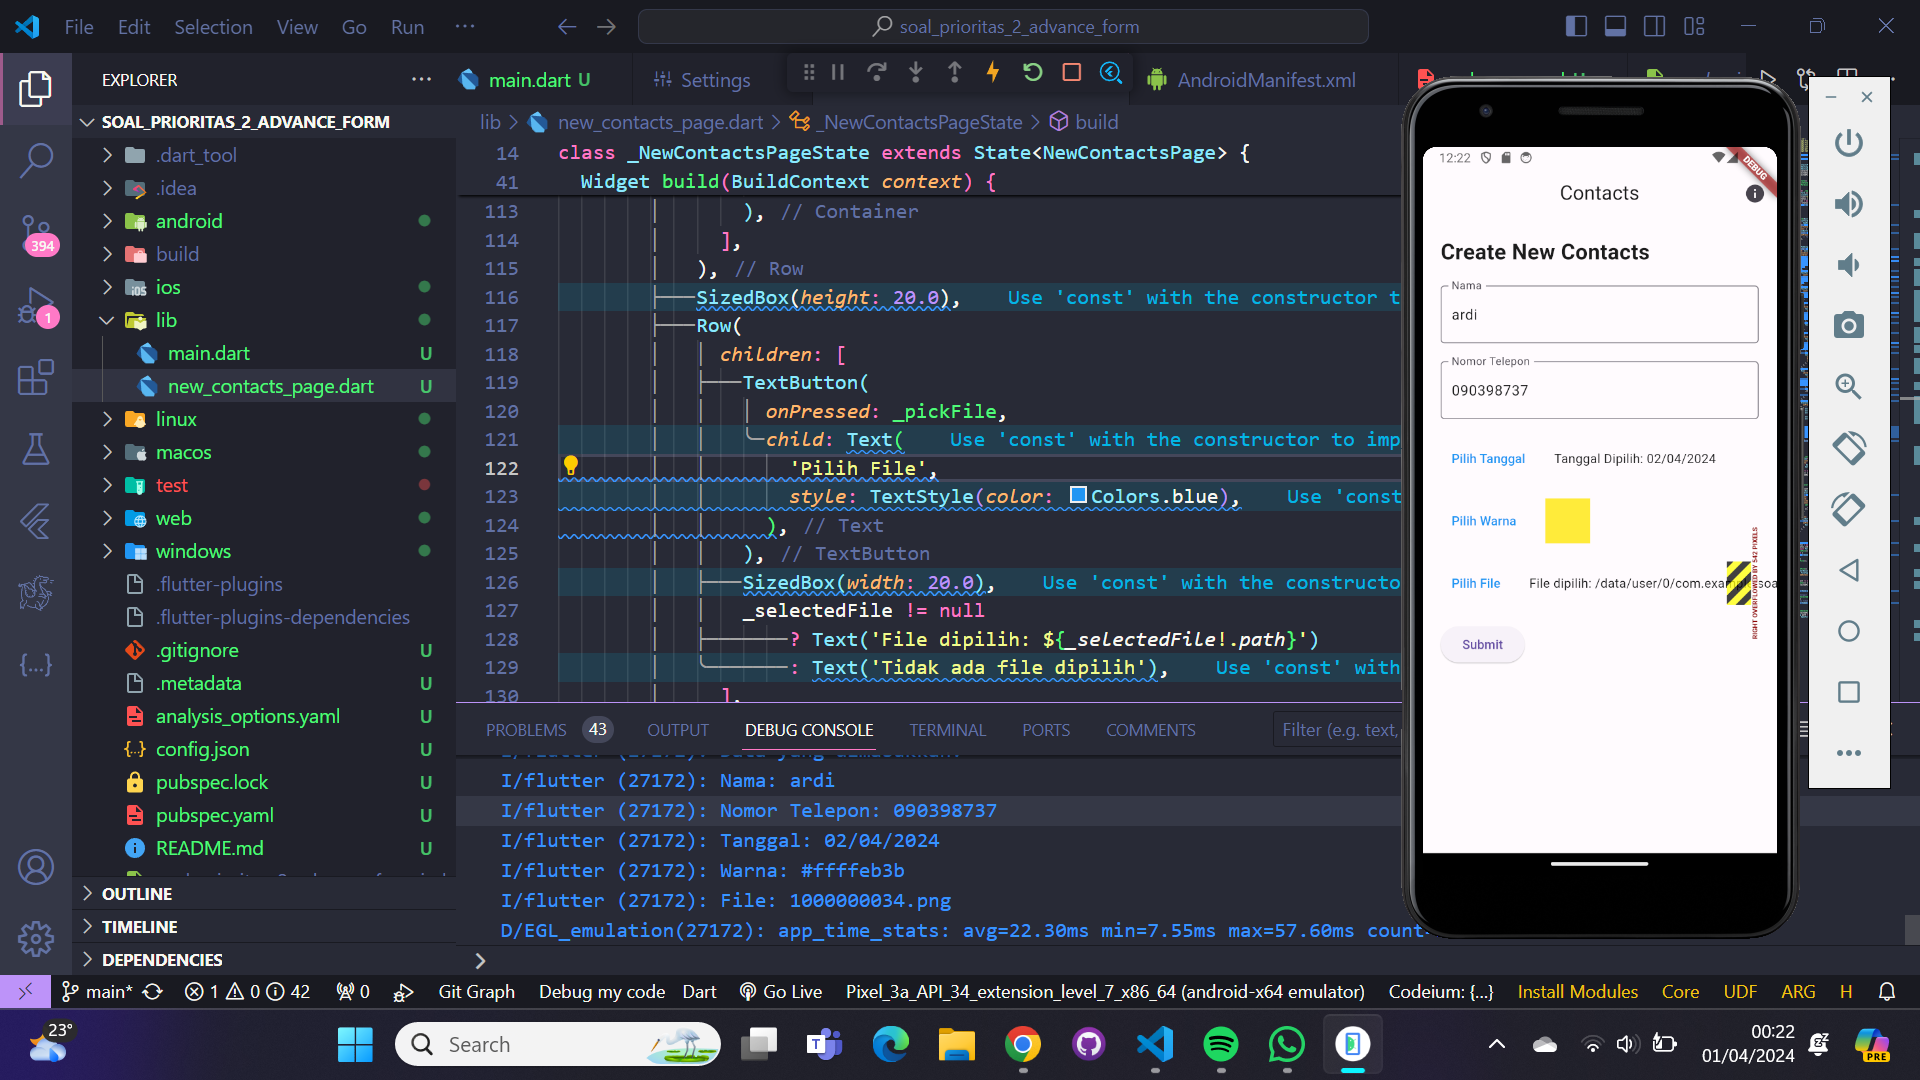 File Edit Selection View Go Run ···
soal_prioritas_2_advance_form
EXPLORER
SOAL_PRIORITAS_2_ADVANCE_FORM
.dart_tool
.idea
android
build
ios
lib
main.dart U
new_contacts_page.dart U
linux
macos
test
web
windows
.flutter-plugins
.flutter-plugins-dependencies
.gitignore U
.metadata U
analysis_options.yaml U
config.json U
pubspec.lock U
pubspec.yaml U
README.md U
OUTLINE
TIMELINE
DEPENDENCIES
394
1
main.dart U
Settings
AndroidManifest.xml
lib > new_contacts_page.dart > _NewContactsPageState > build
14 class _NewContactsPageState extends State<NewContactsPage> {
41 Widget build(BuildContext context) {
113 ), // Container
114 ],
115 ), // Row
116 SizedBox(height: 20.0), Use 'const' with the constructor t
117 Row(
118 children: [
119 TextButton(
120 onPressed: _pickFile,
121 child: Text( Use 'const' with the constructor to imp
122 'Pilih File',
123 style: TextStyle(color: Colors.blue), Use 'const
124 ), // Text
125 ), // TextButton
126 SizedBox(width: 20.0), Use 'const' with the constructo
127 _selectedFile != null
128 ? Text('File dipilih: ${_selectedFile!.path}')
129 : Text('Tidak ada file dipilih'), Use 'const' with
130 ],
PROBLEMS 43 OUTPUT DEBUG CONSOLE TERMINAL PORTS COMMENTS Filter (e.g. text,
I/flutter (27172): Nama: ardi
I/flutter (27172): Nomor Telepon: 090398737
I/flutter (27172): Tanggal: 02/04/2024
I/flutter (27172): Warna: #ffffeb3b
I/flutter (27172): File: 1000000034.png
D/EGL_emulation(27172): app_time_stats: avg=22.30ms min=7.55ms max=57.60ms count
12:22
DEBUG
Contacts
Create New Contacts
Nama
ardi
Nomor Telepon
090398737
Pilih Tanggal Tanggal Dipilih: 02/04/2024
Pilih Warna
Pilih File File dipilih: /data/user/0/com.exam soa
RIGHT OVERFLOWED BY 542 PIXELS
Submit
main* 1 0 42 0 Git Graph Debug my code Dart Go Live Pixel_3a_API_34_extension_level_7_x86_64 (android-x64 emulator) Codeium: {...} Install Modules Core UDF ARG H
23°
Search
00:22
01/04/2024
PRE